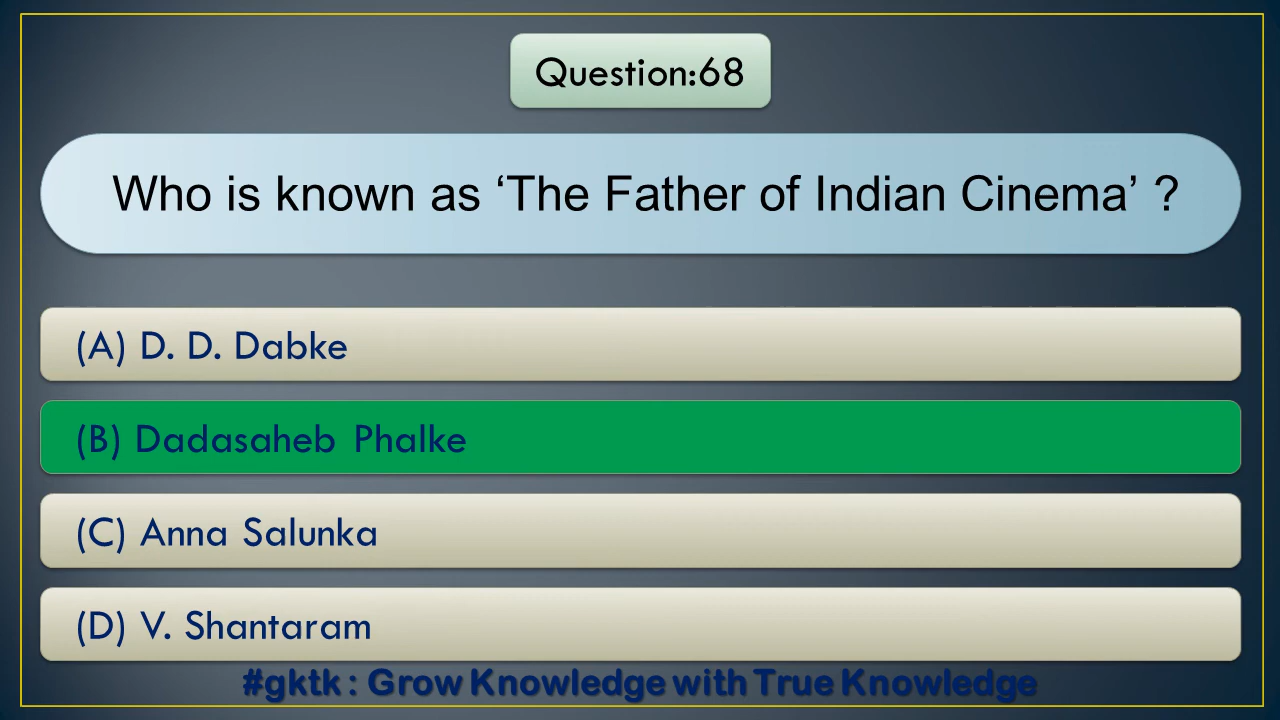 Question:68
Who is known as ‘The Father of Indian Cinema’ ?
(A) D. D. Dabke
(B) Dadasaheb Phalke
(C) Anna Salunka
(D) V. Shantaram
#gktk : Grow Knowledge with True Knowledge